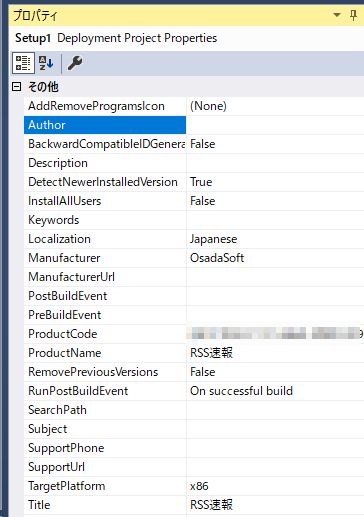 プロパティ
Setup1 Deployment Project Properties
その他
AddRemoveProgramsIcon (None)
Author
BackwardCompatibleIDGenera False
Description
DetectNewerInstalledVersion True
InstallAllUsers False
Keywords
Localization Japanese
Manufacturer OsadaSoft
ManufacturerUrl
PostBuildEvent
PreBuildEvent
ProductCode
ProductName RSS速報
RemovePreviousVersions False
RunPostBuildEvent On successful build
SearchPath
Subject
SupportPhone
SupportUrl
TargetPlatform x86
Title RSS速報